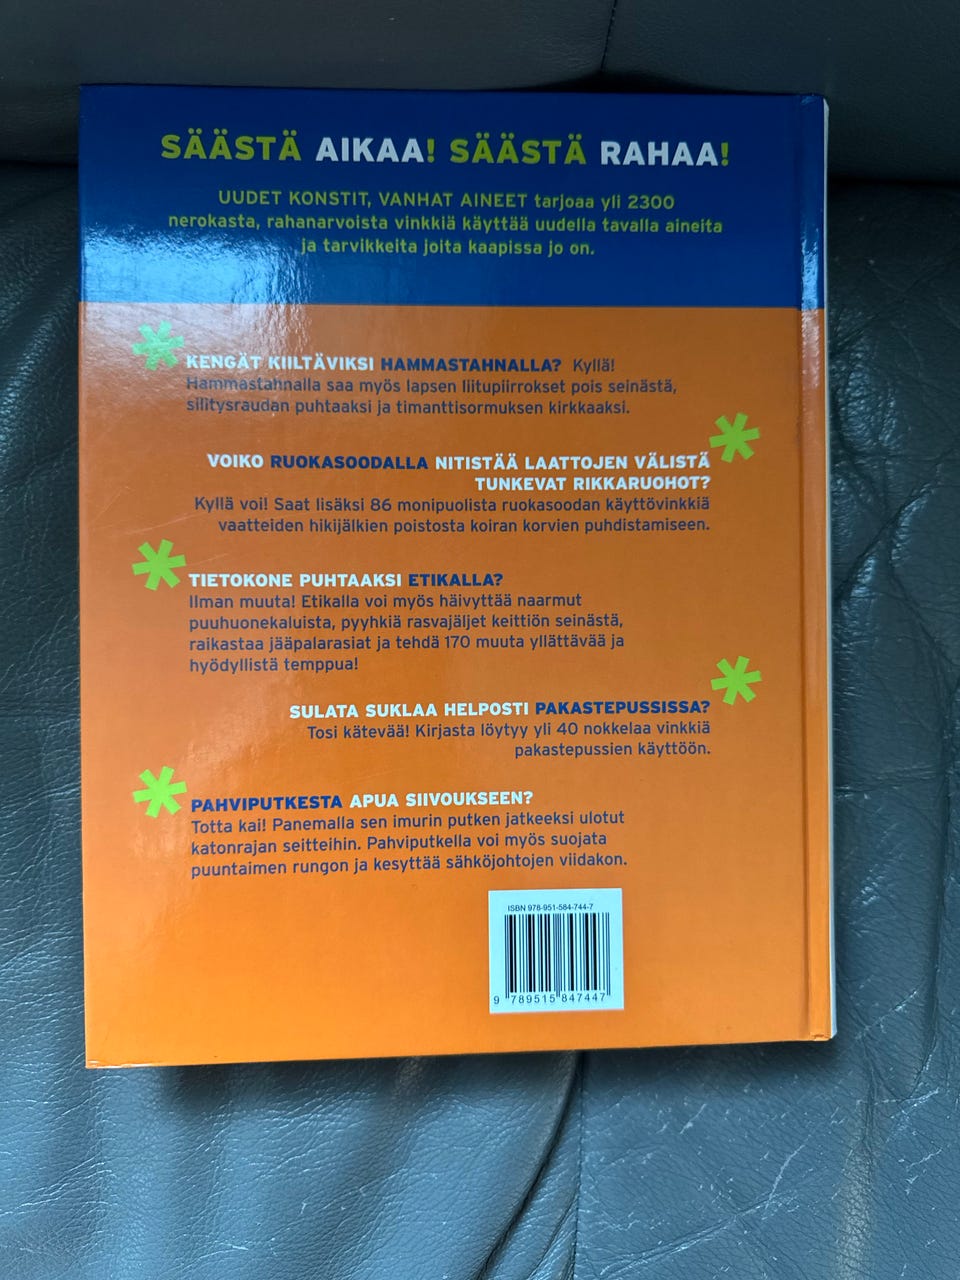 SÄÄSTÄ AIKAA! SÄÄSTÄ RAHAA!
UUDET KONSTIT, VANHAT AINEET tarjoaa yli 2300
nerokasta, rahanarvoista vinkkiä käyttää uudella tavalla aineita
ja tarvikkeita joita kaapissa jo on.
KENGÄT KIILTÄVIKSI HAMMASTAHNALLA? Kyllä!
Hammastahnalla saa myös lapsen liitupiirrokset pois seinästä,
silitysraudan puhtaaksi ja timanttisormuksen kirkkaaksi.
VOIKO RUOKASOODALLA NITISTÄÄ LAATTOJEN VÄLISTÄ
TUNKEVAT RIKKARUOHOT?
Kyllä voi! Saat lisäksi 86 monipuolista ruokasoodan käyttövinkkiä
vaatteiden hikijälkien poistosta koiran korvien puhdistamiseen.
TIETOKONE PUHTAAKSI ETIKALLA?
Ilman muuta! Etikalla voi myös häivyttää naarmut
puuhuonekaluista, pyyhkiä rasvajäljet keittiön seinästä,
raikastaa jääpalarasiat ja tehdä 170 muuta yllättävää ja
hyödyllistä temppua!
SULATA SUKLAA HELPOSTI PAKASTEPUSSISSA?
Tosi kätevää! Kirjasta löytyy yli 40 nokkelaa vinkkiä
pakastepussien käyttöön.
PAHVIPUTKESTA APUA SIIVOUKSEEN?
Totta kai! Panemalla sen imurin putken jatkeeksi ulotut
katonrajan seitteihin. Pahviputkella voi myös suojata
puuntaimen rungon ja kesyttää sähköjohtojen viidakon.
ISBN 978-951-584-744-7
9 789515 847447